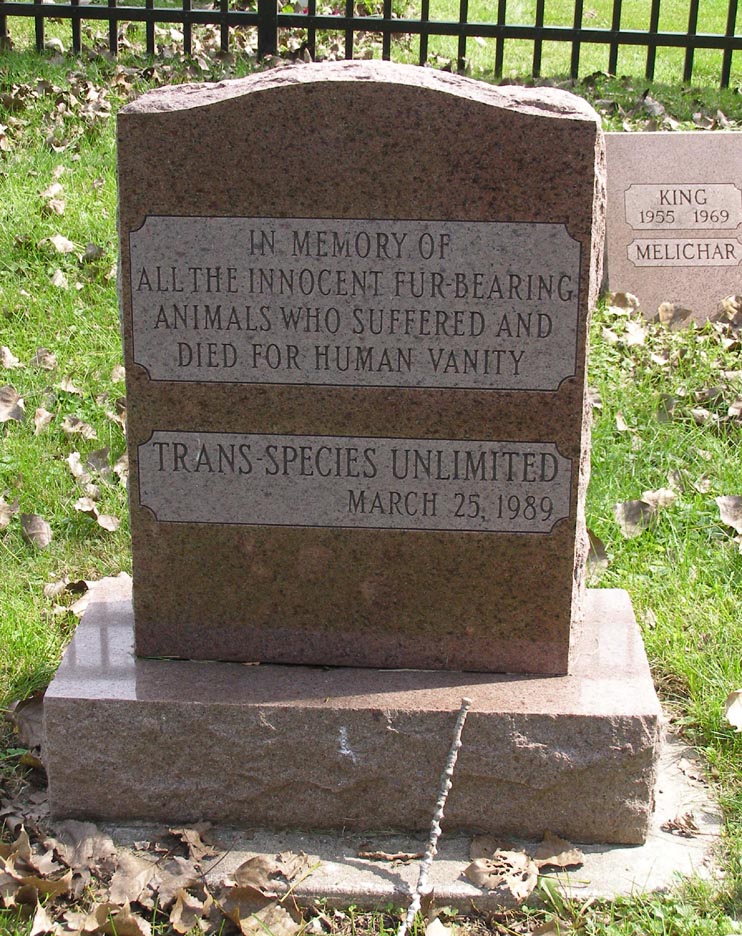 IN MEMORY OF
ALL THE INNOCENT FUR-BEARING
ANIMALS WHO SUFFERED AND
DIED FOR HUMAN VANITY
TRANS-SPECIES UNLIMITED
MARCH 25, 1989
KING
1955 1969
MELICHAR